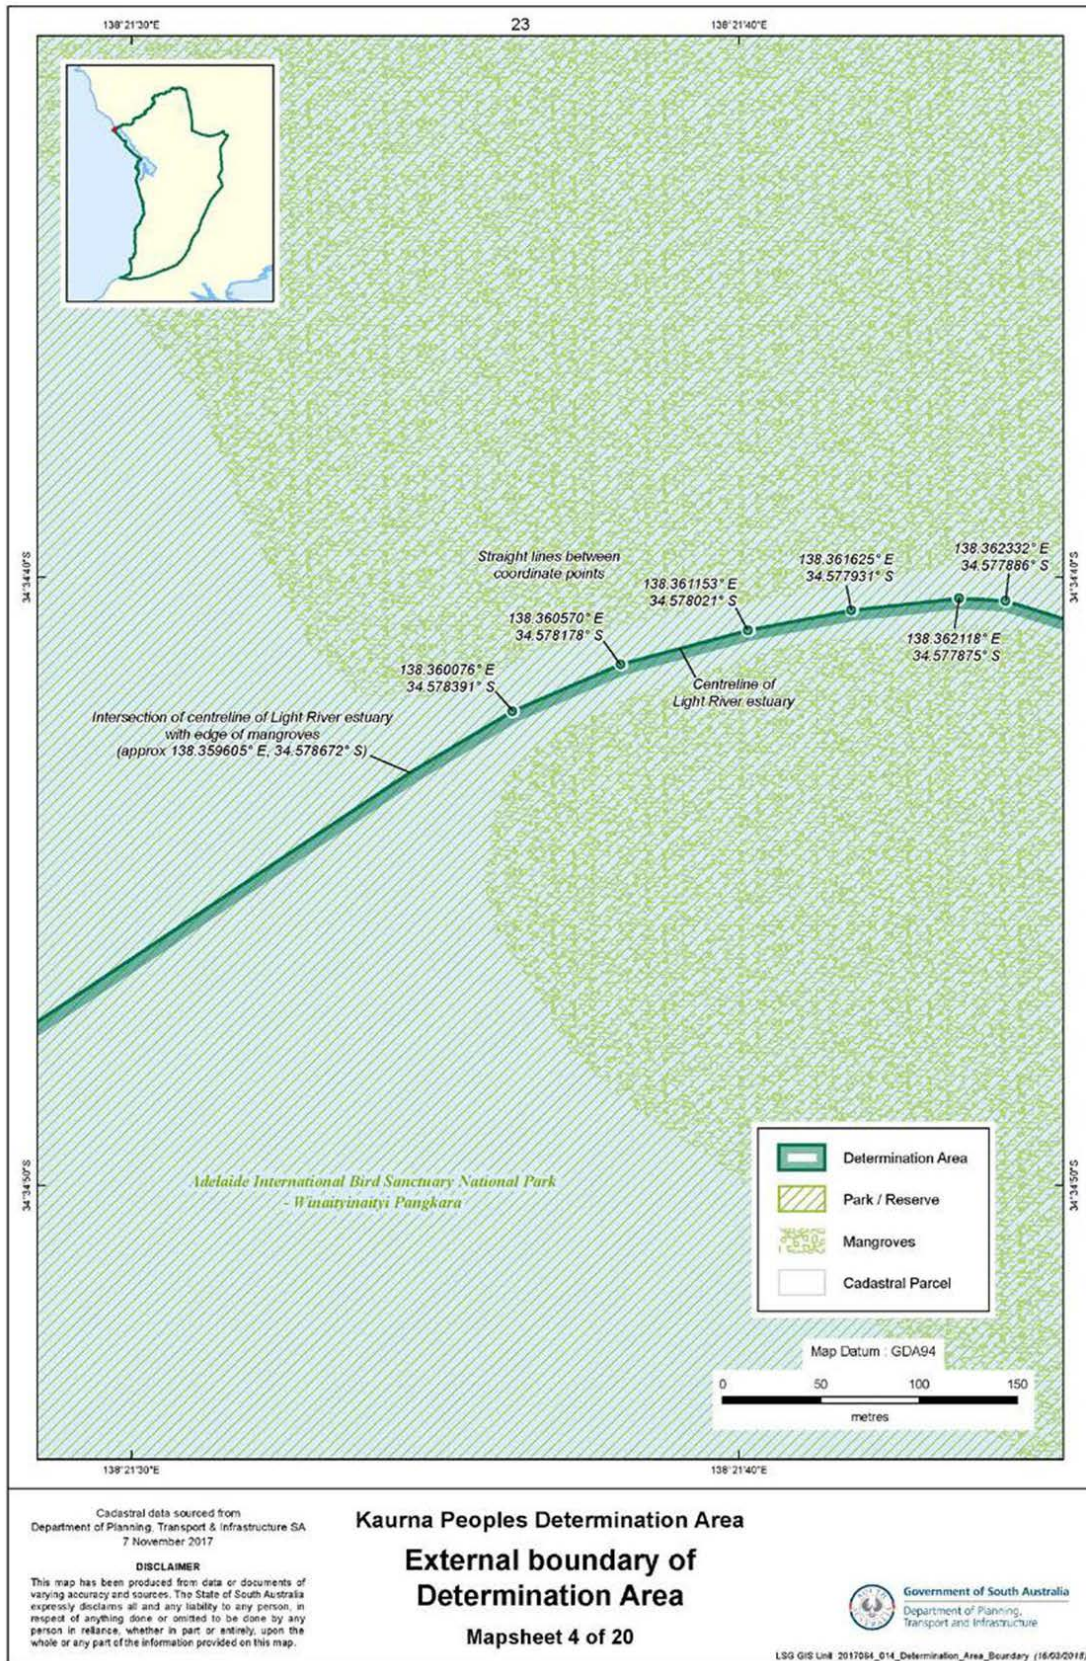 138°21'30"E
23
138°21'40"E
34°34'40"S
34°34'40"S
Straight lines between
coordinate points
138.360076° E
34.578391° S
138.360570° E
34.578178° S
138.361153° E
34.578021° S
138.361625° E
34.577931° S
138.362332° E
34.577886° S
138.362118° E
34.577875° S
Centreline of
Light River estuary
Intersection of centreline of Light River estuary
with edge of mangroves
(approx 138.359605° E, 34.578672° S)
34°34'50"S
34°34'50"S
Adelaide International Bird Sanctuary National Park
- Winaityinaityi Pangkara
Determination Area
Park / Reserve
Mangroves
Cadastral Parcel
Map Datum : GDA94
0 50 100 150
metres
138°21'30"E
138°21'40"E
Cadastral data sourced from
Department of Planning, Transport & Infrastructure SA
7 November 2017
DISCLAIMER
This map has been produced from data or documents of
varying accuracy and sources. The State of South Australia
expressly disclaims all and any liability to any person, in
respect of anything done or omitted to be done by any
person in reliance, whether in part or entirely, upon the
whole or any part of the information provided on this map.
Kaurna Peoples Determination Area
External boundary of
Determination Area
Mapsheet 4 of 20
Government of South Australia
Department of Planning,
Transport and Infrastructure
LSG GIS Unit 2017064_014_Determination_Area_Boundary (16/03/2018)